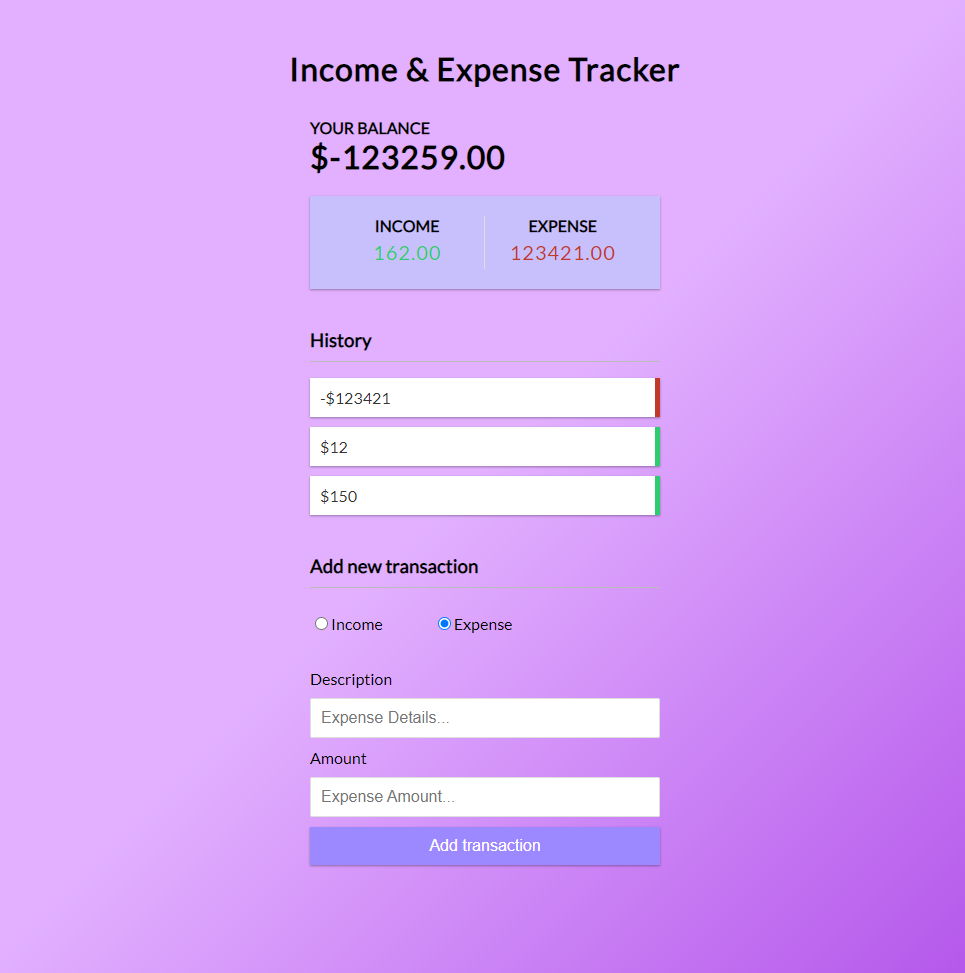 Income & Expense Tracker
YOUR BALANCE
$-123259.00
INCOME EXPENSE
162.00 123421.00
History
-$123421
$12
$150
Add new transaction
Income Expense
Description
Expense Details...
Amount
Expense Amount...
Add transaction